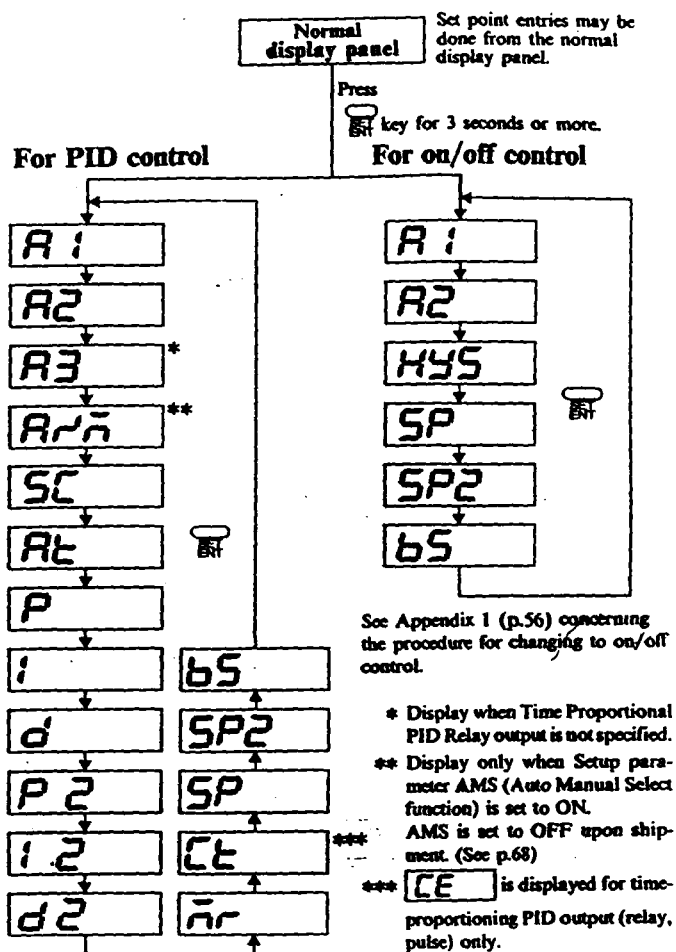 Normal
display panel
Set point entries may be
done from the normal
display panel.
Press
SET
ENT
key for 3 seconds or more.
For PID control
For on/off control
A1
A2
A3 *
A/M **
SC
At
P
I
d
P2
I2
d2
SET
ENT
bS
SP2
SP
Ct ***
mr
A1
A2
HYS
SP
SP2
bS
SET
ENT
See Appendix 1 (p.56) concerning
the procedure for changing to on/off
control.
* Display when Time Proportional
PID Relay output is not specified.
** Display only when Setup para-
meter AMS (Auto Manual Select
function) is set to ON.
AMS is set to OFF upon ship-
ment. (See p.68)
*** CE is displayed for time-
proportioning PID output (relay,
pulse) only.